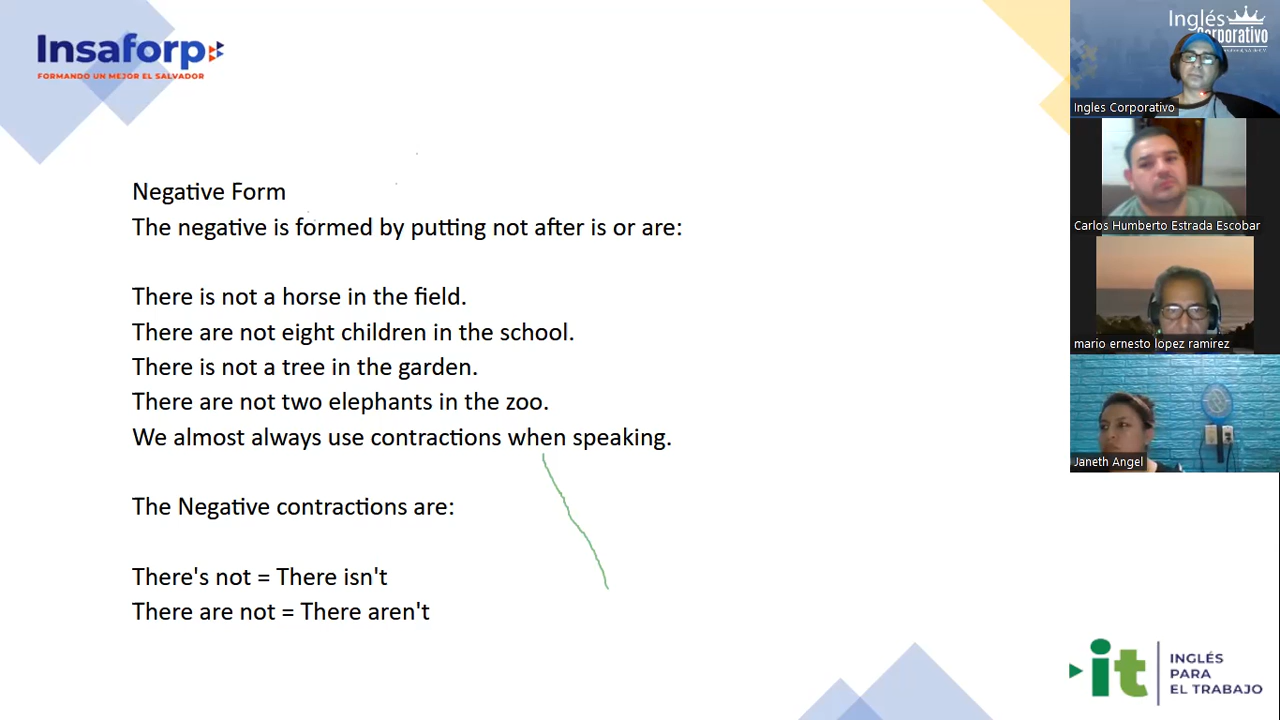 Insaforp
FORMANDO UN MEJOR EL SALVADOR
Negative Form
The negative is formed by putting not after is or are:
There is not a horse in the field.
There are not eight children in the school.
There is not a tree in the garden.
There are not two elephants in the zoo.
We almost always use contractions when speaking.
The Negative contractions are:
There's not = There isn't
There are not = There aren't
Inglés
Corporativo
Ingles Corporativo
Carlos Humberto Estrada Escobar
mario ernesto lopez ramirez
Janeth Angel
it
INGLÉS
PARA
EL TRABAJO